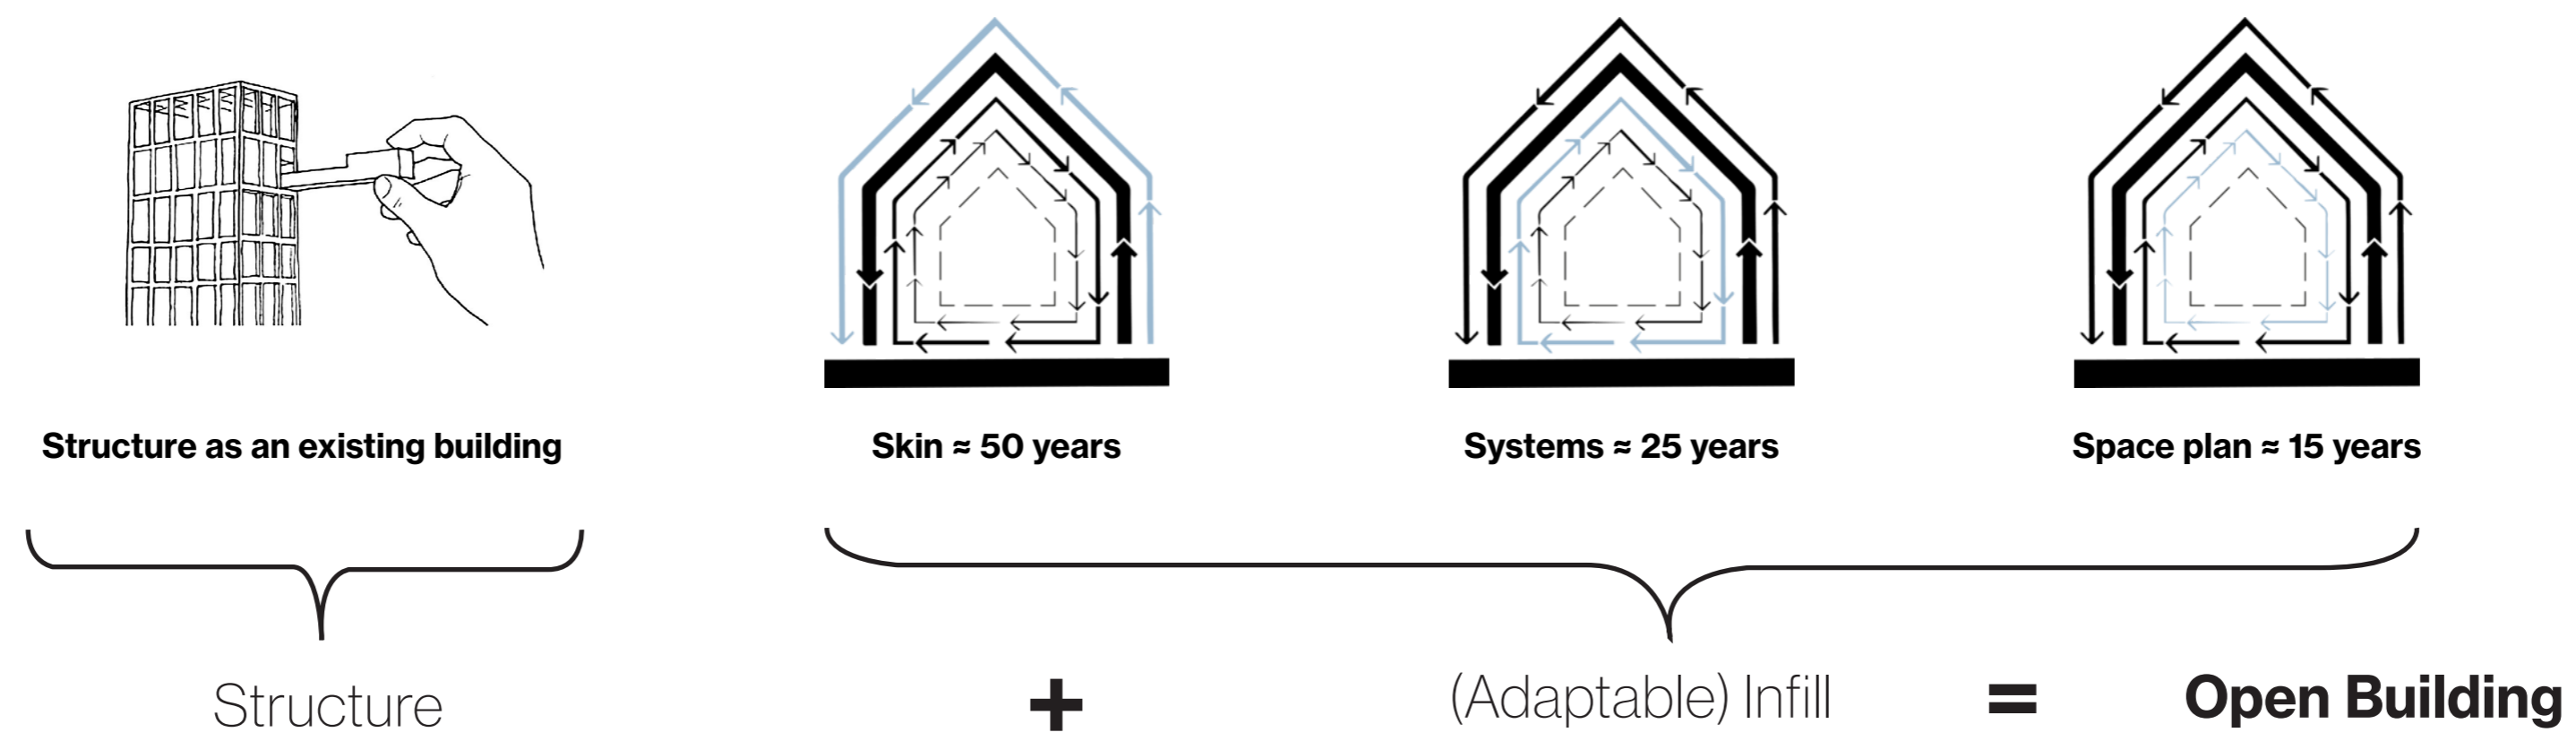 Structure as an existing building
Skin ≈ 50 years
Systems ≈ 25 years
Space plan ≈ 15 years
Structure
+
(Adaptable) Infill
=
Open Building